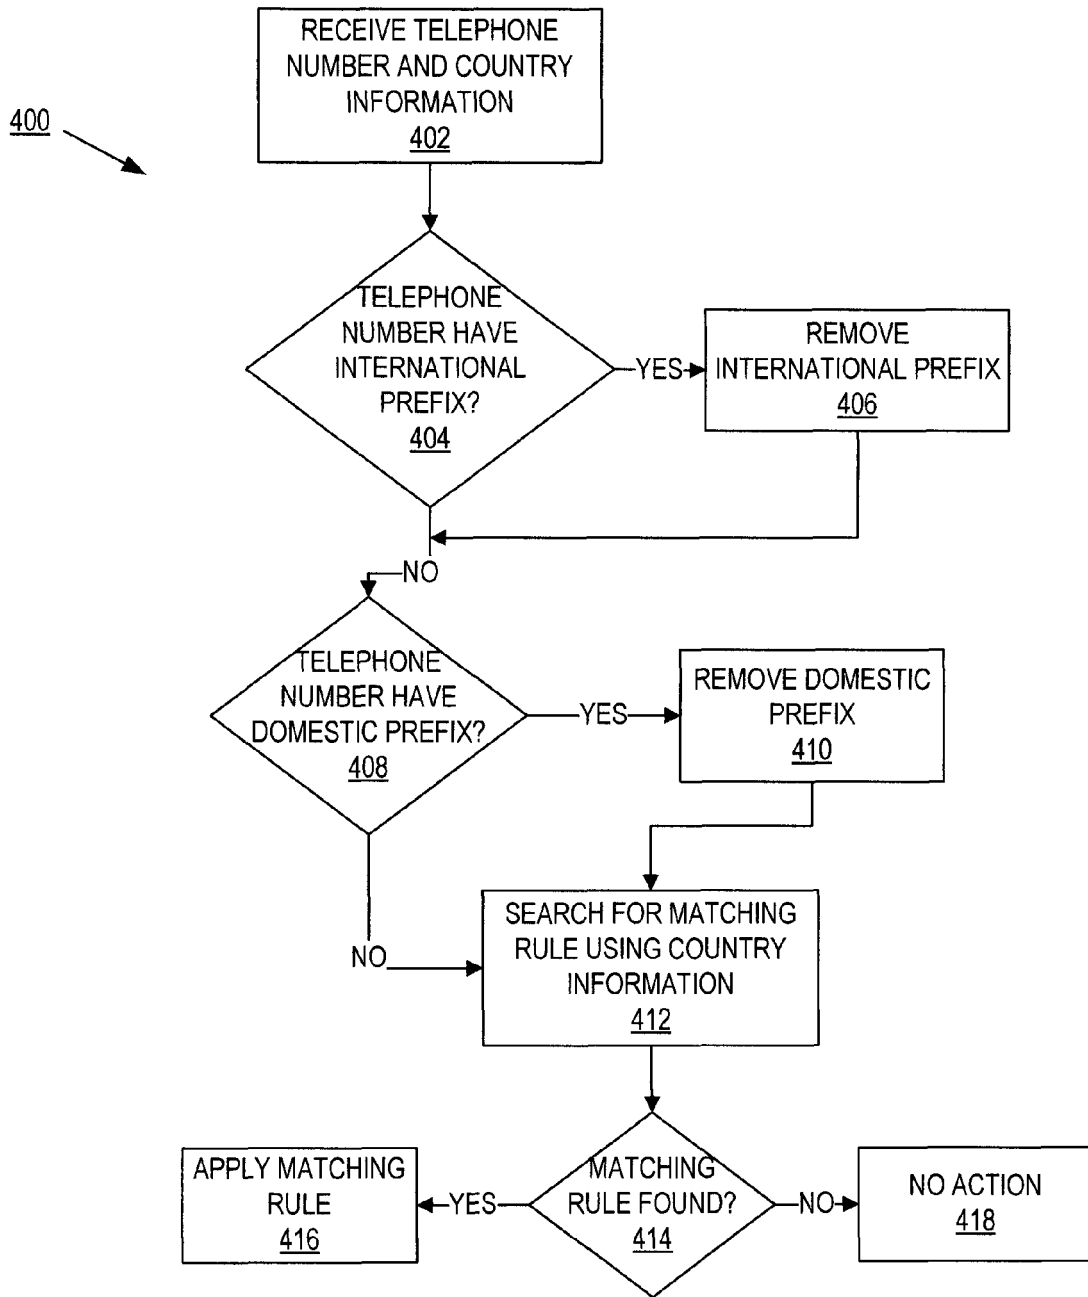 RECEIVE TELEPHONE
NUMBER AND COUNTRY
INFORMATION
402
400
TELEPHONE
NUMBER HAVE
INTERNATIONAL
PREFIX?
404
YES
REMOVE
INTERNATIONAL PREFIX
406
NO
TELEPHONE
NUMBER HAVE
DOMESTIC PREFIX?
408
YES
REMOVE DOMESTIC
PREFIX
410
NO
SEARCH FOR MATCHING
RULE USING COUNTRY
INFORMATION
412
APPLY MATCHING
RULE
416
YES
MATCHING
RULE FOUND?
414
NO
NO ACTION
418